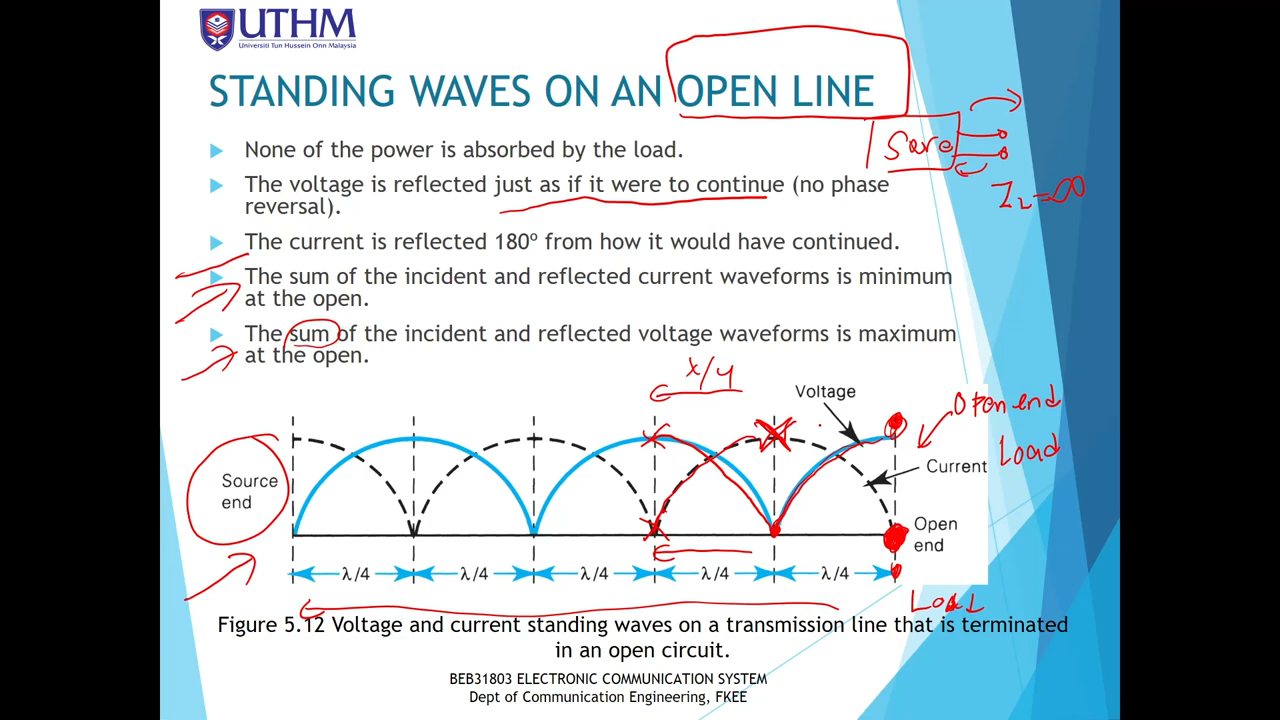 UTHM
Universiti Tun Hussein Onn Malaysia
STANDING WAVES ON AN OPEN LINE
None of the power is absorbed by the load.
The voltage is reflected just as if it were to continue (no phase
reversal).
The current is reflected 180º from how it would have continued.
The sum of the incident and reflected current waveforms is minimum
at the open.
The sum of the incident and reflected voltage waveforms is maximum
at the open.
Z_L = ∞
Voltage
Open end
Load
Current
Source
end
Open
end
λ/4 λ/4 λ/4 λ/4 λ/4
Load
Figure 5.12 Voltage and current standing waves on a transmission line that is terminated
in an open circuit.
BEB31803 ELECTRONIC COMMUNICATION SYSTEM
Dept of Communication Engineering, FKEE